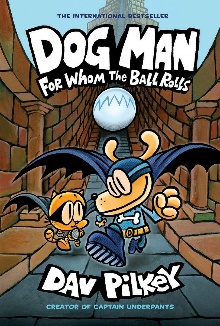 THE INTERNATIONAL BESTSELLER
DOG MAN
FOR WHOM THE BALL ROLLS
DAV PILKEY
CREATOR OF CAPTAIN UNDERPANTS